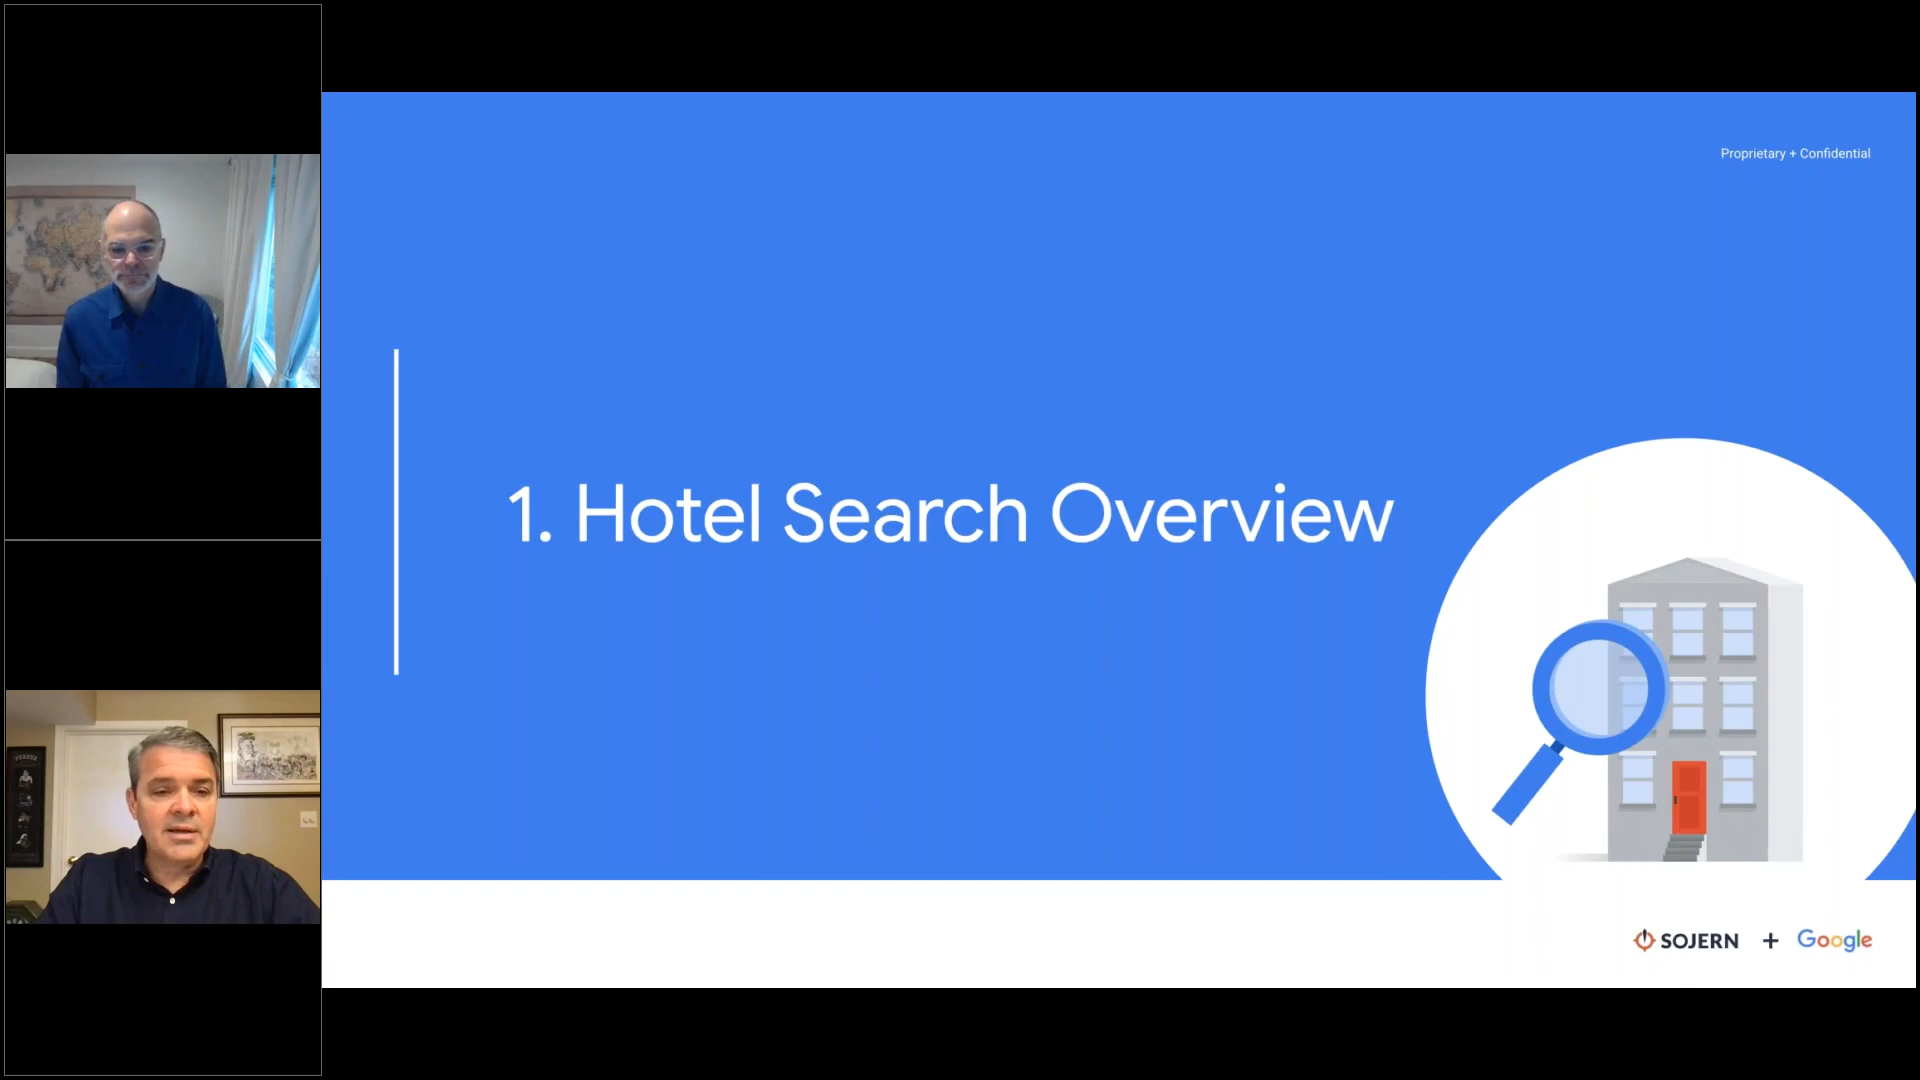 Proprietary + Confidential
1. Hotel Search Overview
SOJERN + Google